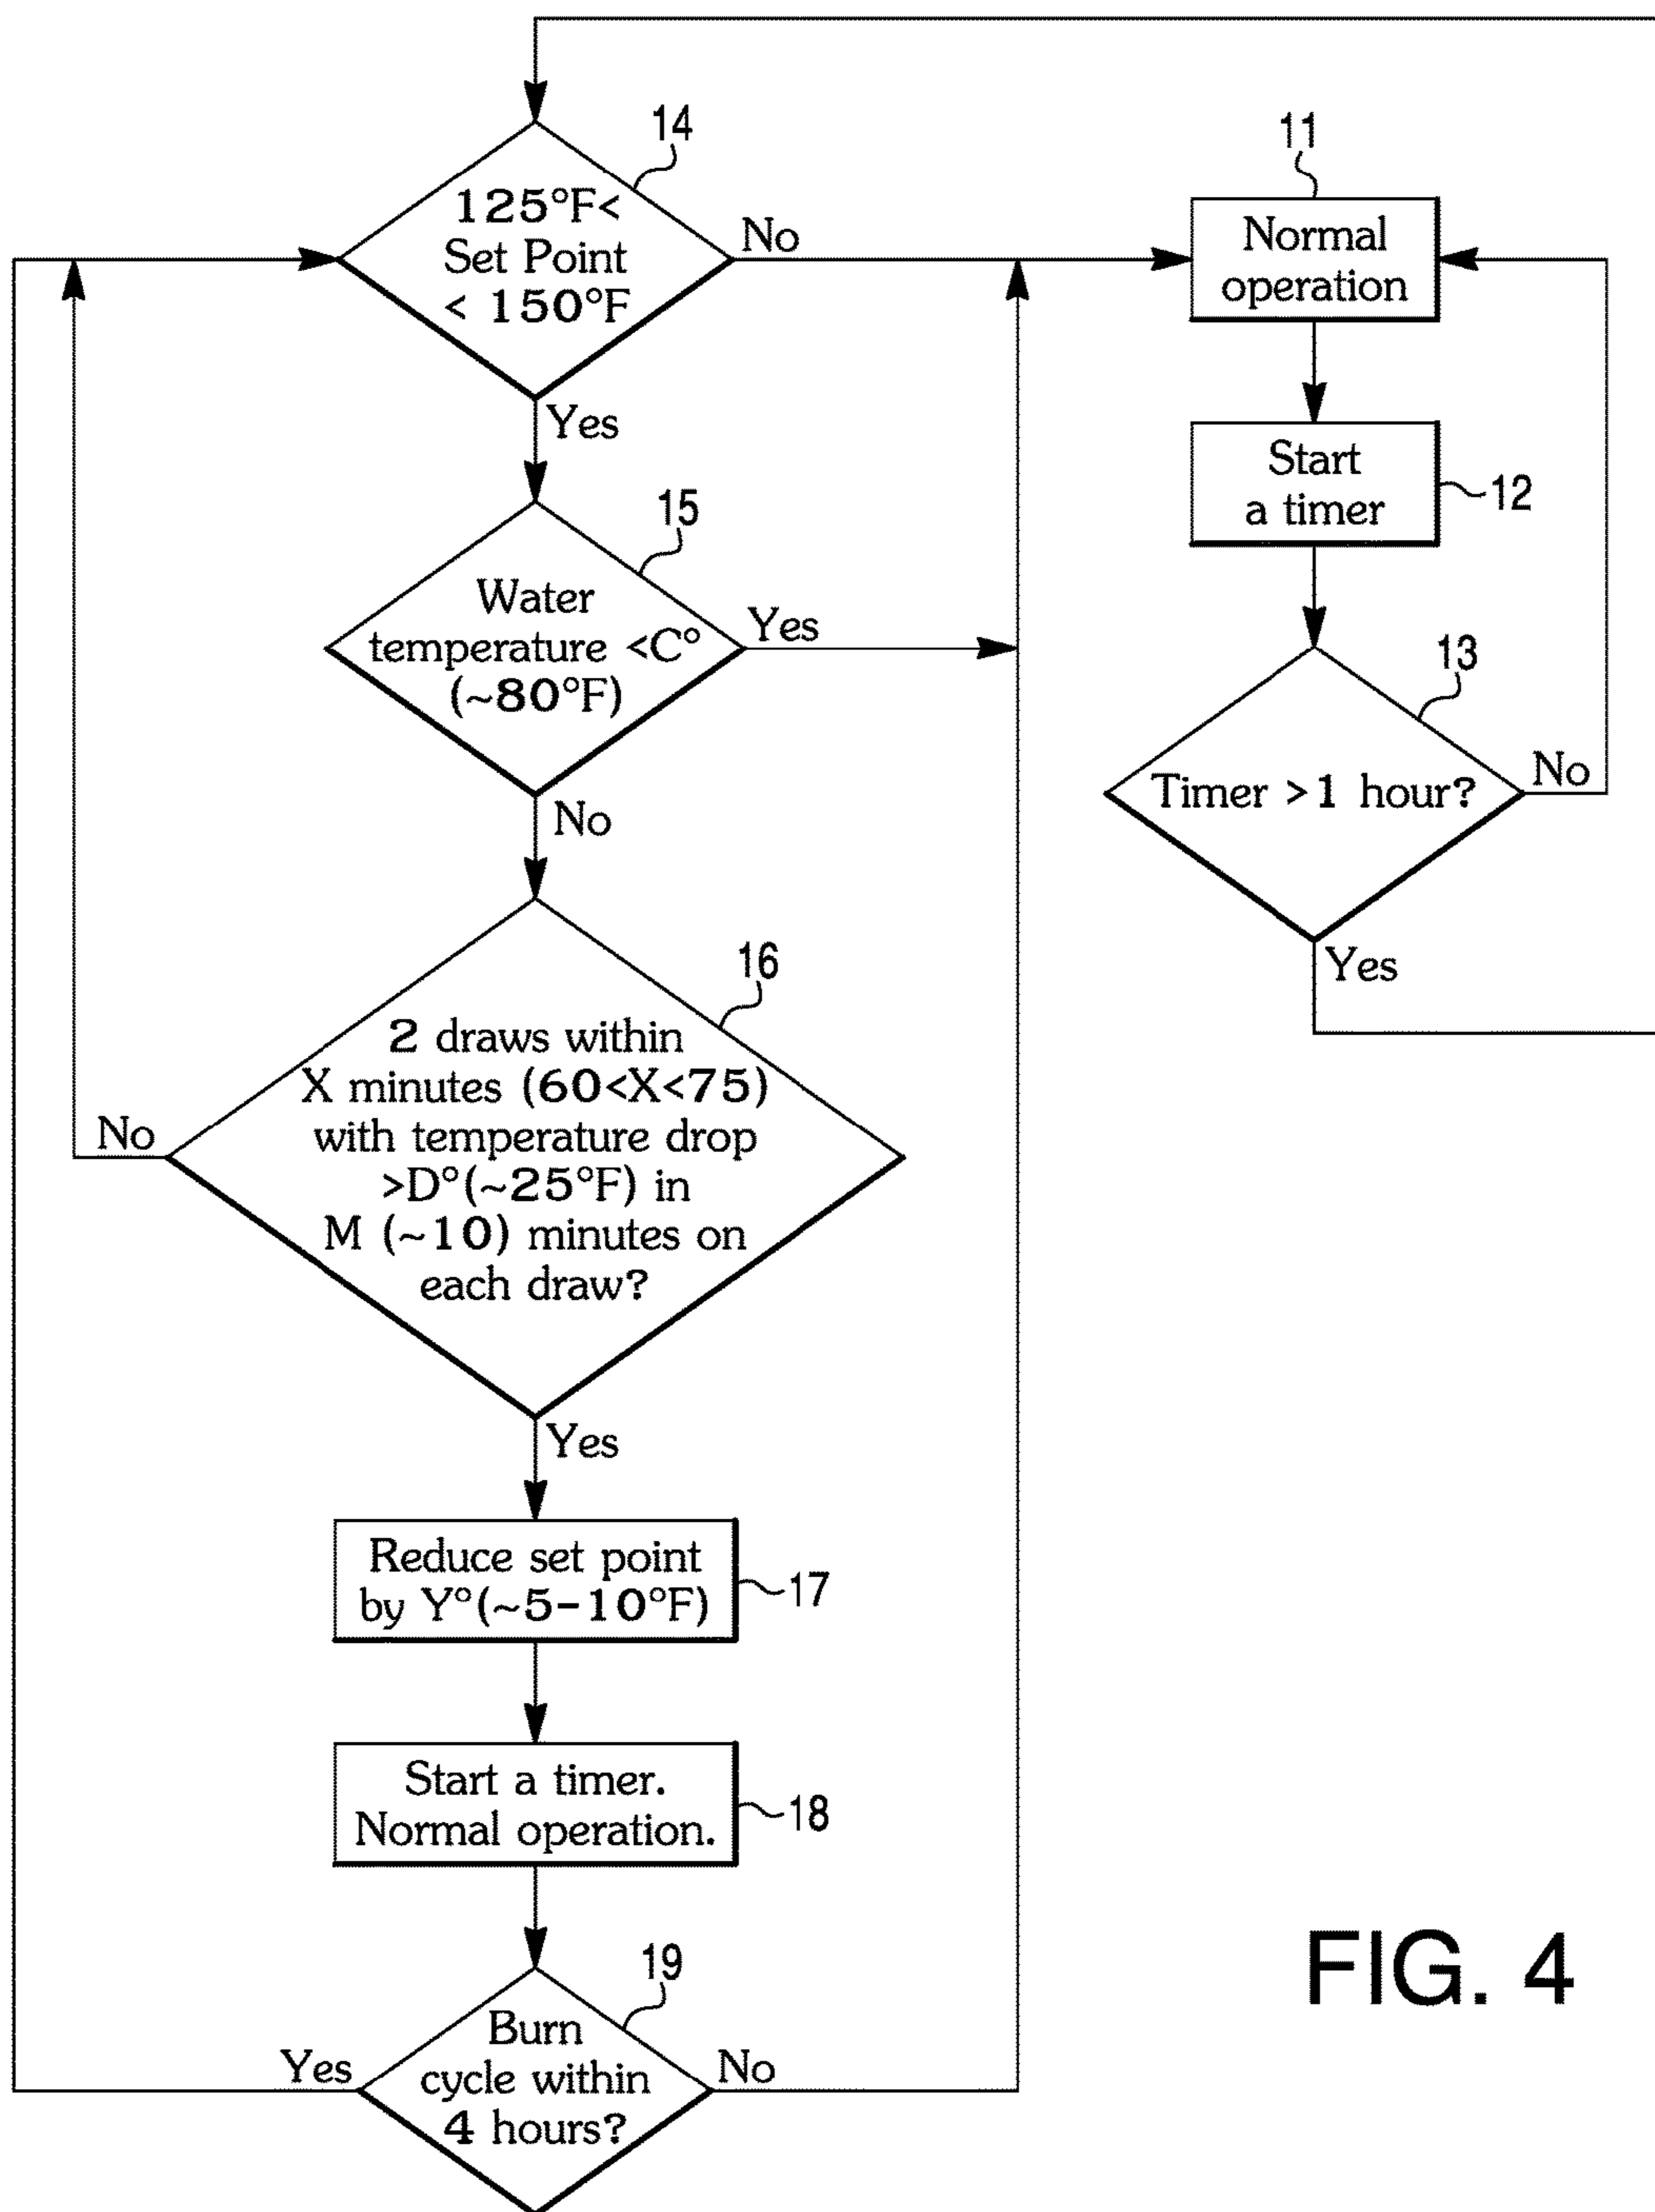 14
125°F<
Set Point
< 150°F
No
Yes
11
Normal
operation
Start
a timer
12
15
Water
temperature <C°
(~80°F)
Yes
No
13
Timer >1 hour?
No
Yes
16
2 draws within
X minutes (60<X<75)
with temperature drop
>D°(~25°F) in
M (~10) minutes on
each draw?
No
Yes
Reduce set point
by Y°(~5-10°F)
17
Start a timer.
Normal operation.
18
19
Burn
cycle within
4 hours?
Yes
No
FIG. 4